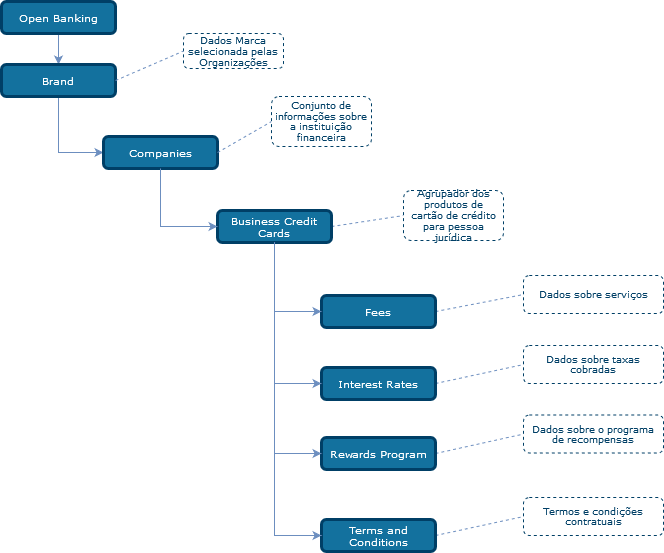 Open Banking
Dados Marca
selecionada pelas
Organizações
Brand
Conjunto de
informações sobre
a instituição
financeira
Companies
Agrupador dos
produtos de
cartão de crédito
para pessoa
jurídica
Business Credit
Cards
Dados sobre serviços
Fees
Dados sobre taxas
cobradas
Interest Rates
Dados sobre o programa
de recompensas
Rewards Program
Termos e condições
contratuais
Terms and
Conditions